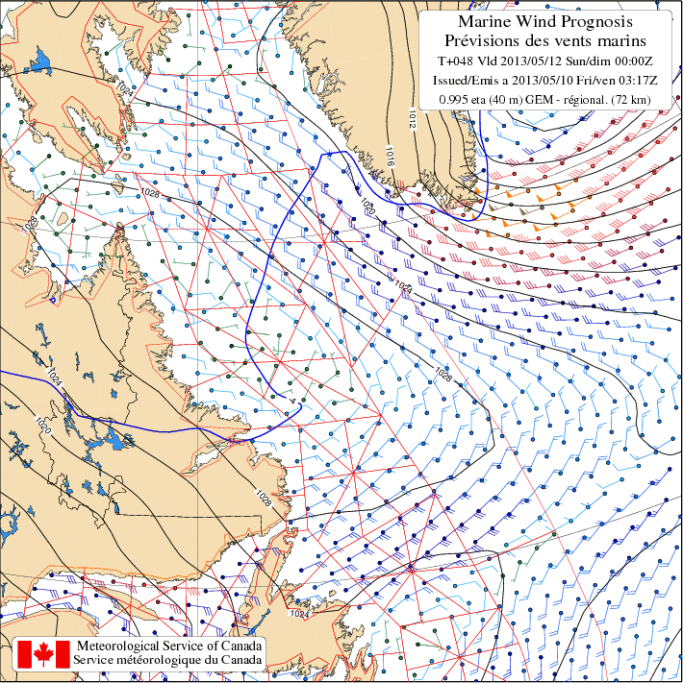 Marine Wind Prognosis
Prévisions des vents marins
T+048 Vld 2013/05/12 Sun/dim 00:00Z
Issued/Emis a 2013/05/10 Fri/ven 03:17Z
0.995 eta (40 m) GEM - régional. (72 km)
1024
1012
1016
1028
1020
1028
1024
1028
1024
1020
1028
1024
Meteorological Service of Canada
Service météorologique du Canada